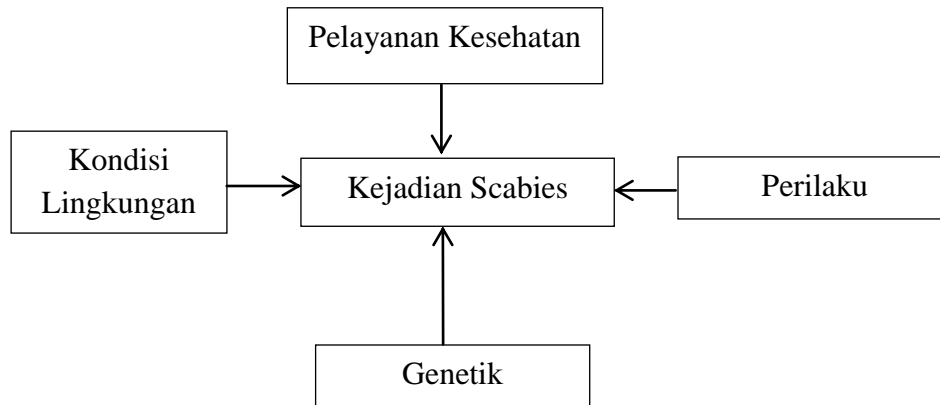 Pelayanan Kesehatan
Kondisi
Lingkungan
Kejadian Scabies
Perilaku
Genetik